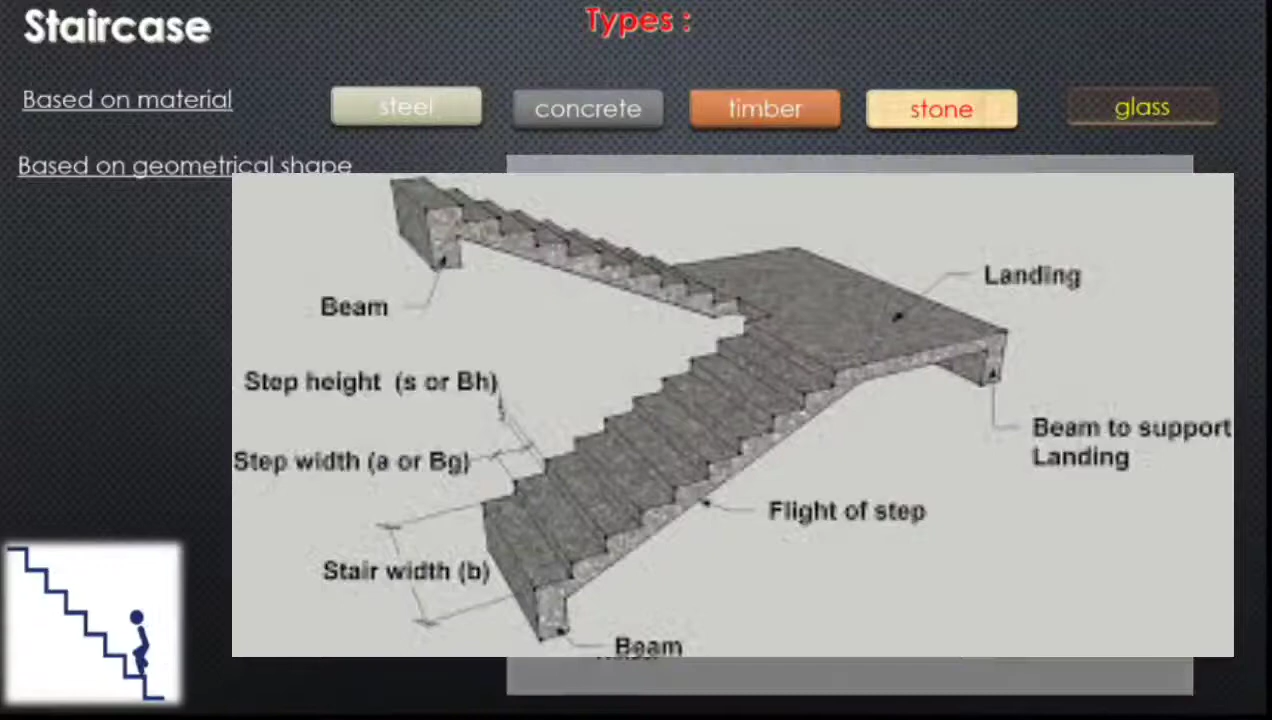 Staircase
Types :
Based on material
steel
concrete
timber
stone
glass
Based on geometrical shape
Landing
Beam
Step height (s or Bh)
Beam to support
Landing
Step width (a or Bg)
Flight of step
Stair width (b)
Beam